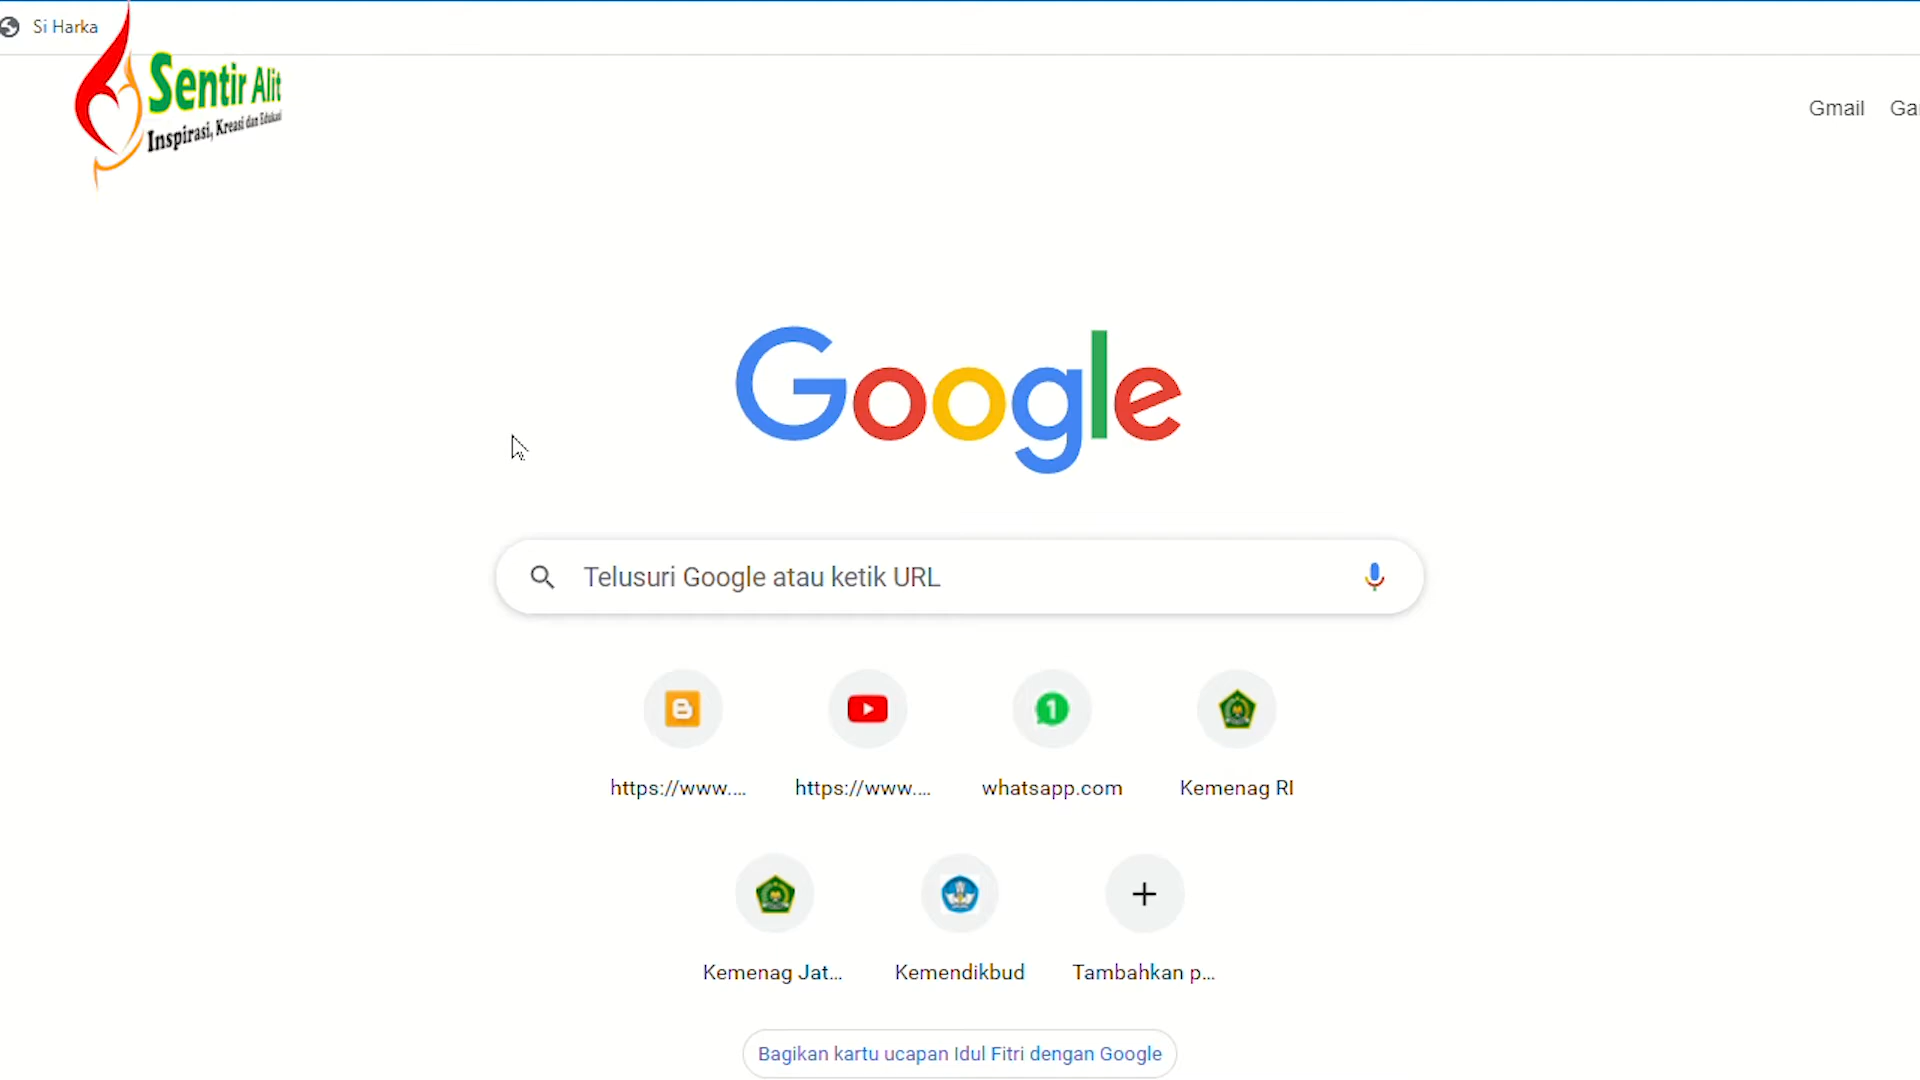 Si Harka
Sentir Alit
Inspirasi, Kreasi dan Edukasi
Gmail
Google
Telusuri Google atau ketik URL
1
https://www....
https://www....
whatsapp.com
Kemenag RI
Kemenag Jat...
Kemendikbud
Tambahkan p...
Bagikan kartu ucapan Idul Fitri dengan Google